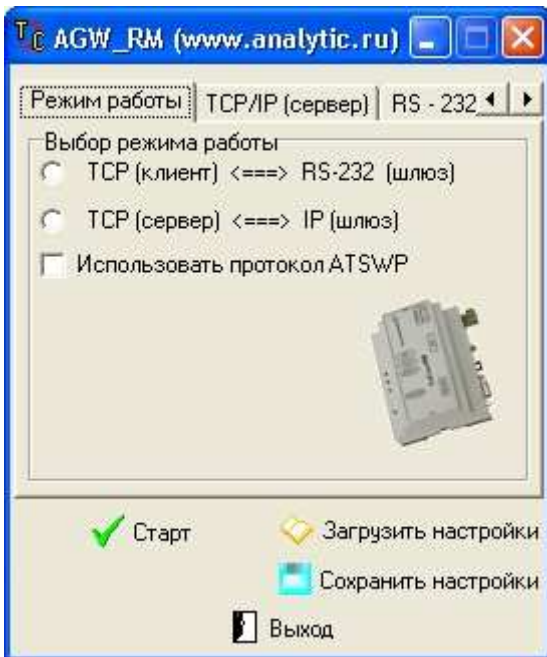 AGW_RM (www.analytic.ru)
Режим работы TCP/IP (сервер) RS - 232
Выбор режима работы
TCP (клиент) <===> RS-232 (шлюз)
TCP (сервер) <===> IP (шлюз)
Использовать протокол ATSWP
Старт Загрузить настройки
Сохранить настройки
Выход